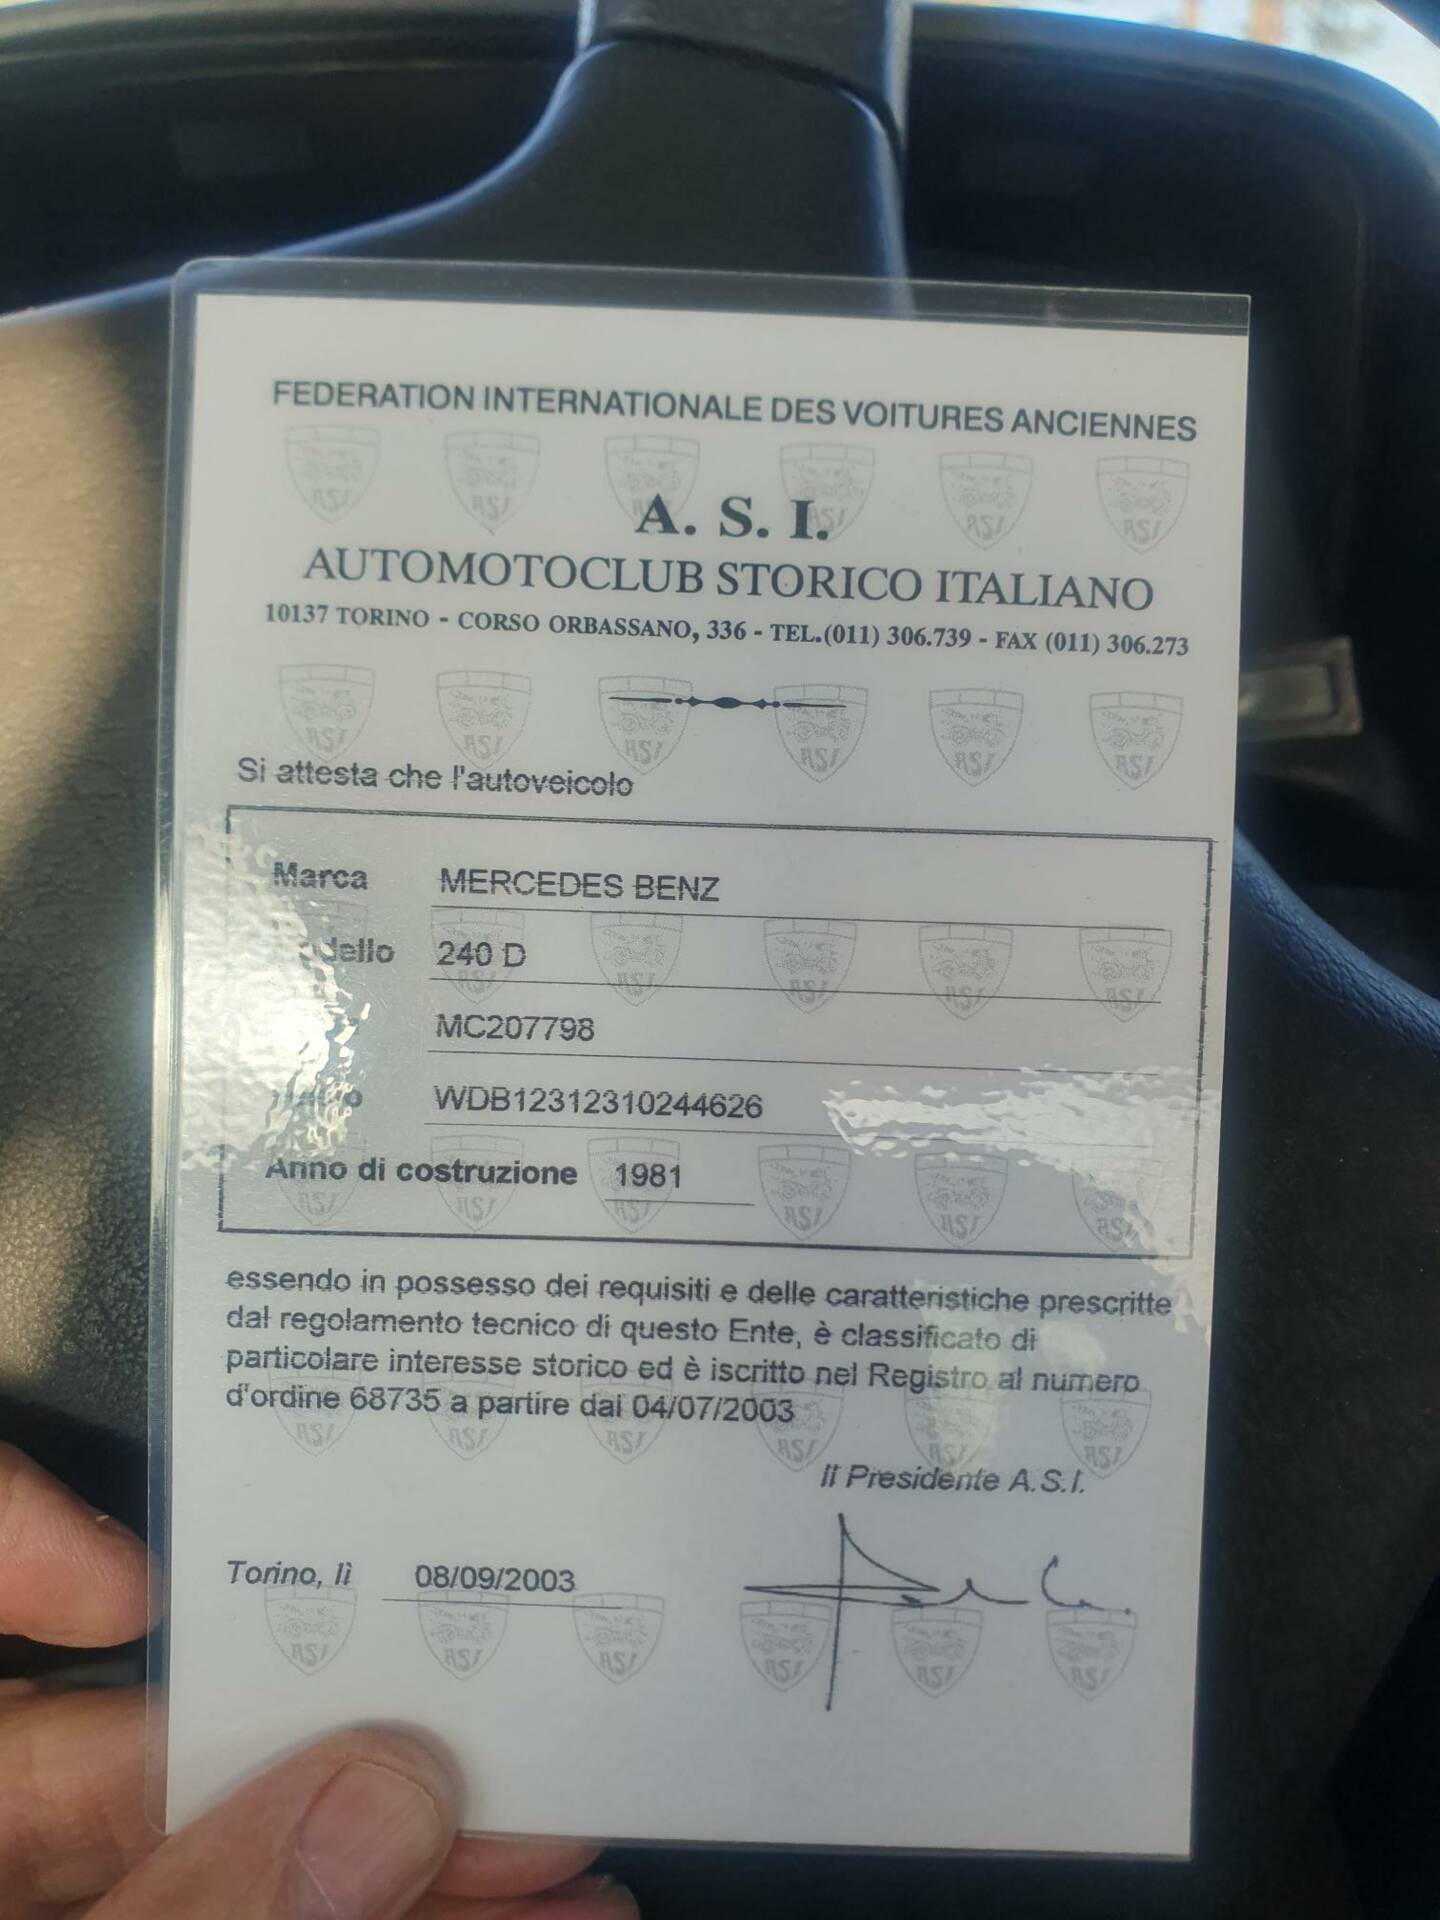 FEDERATION INTERNATIONALE DES VOITURES ANCIENNES
A. S. I.
AUTOMOTOCLUB STORICO ITALIANO
10137 TORINO - CORSO ORBASSANO, 336 - TEL.(011) 306.739 - FAX (011) 306.273
Si attesta che l'autoveicolo
Marca MERCEDES BENZ
240 D
MC207798
WDB12312310244626
Anno di costruzione 1981
essendo in possesso dei requisiti e delle caratteristiche prescritte
dal regolamento tecnico di questo Ente, è classificato di
particolare interesse storico ed è iscritto nel Registro al numero
d'ordine 68735 a partire dal 04/07/2003
Il Presidente A.S.I.
Torino, lì 08/09/2003